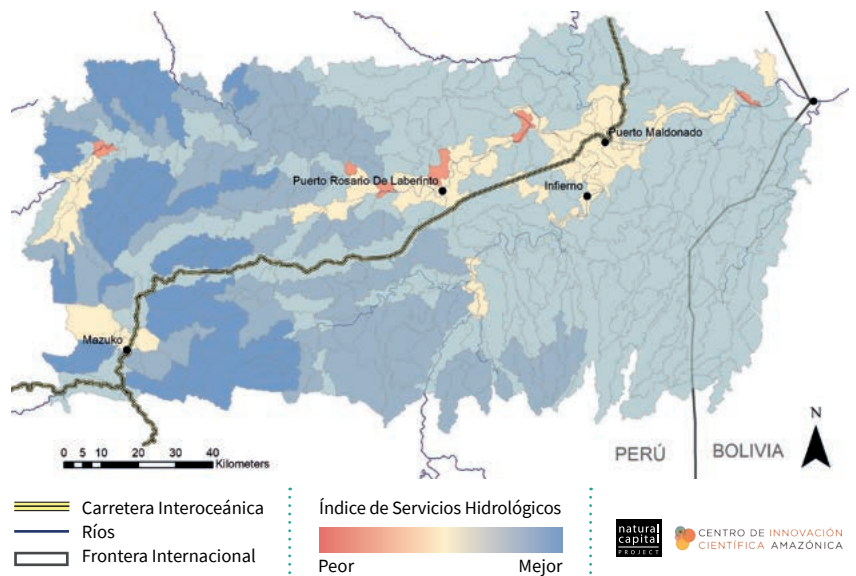 Puerto Maldonado
Puerto Rosario De Laberinto
Infierno
Mazuko
N
0 5 10 20 30 40
Kilometers
PERÚ
BOLIVIA
Carretera Interoceánica
Ríos
Frontera Internacional
Índice de Servicios Hidrológicos
Peor Mejor
natural
capital
PROJECT
CENTRO DE INNOVACIÓN
CIENTÍFICA AMAZÓNICA